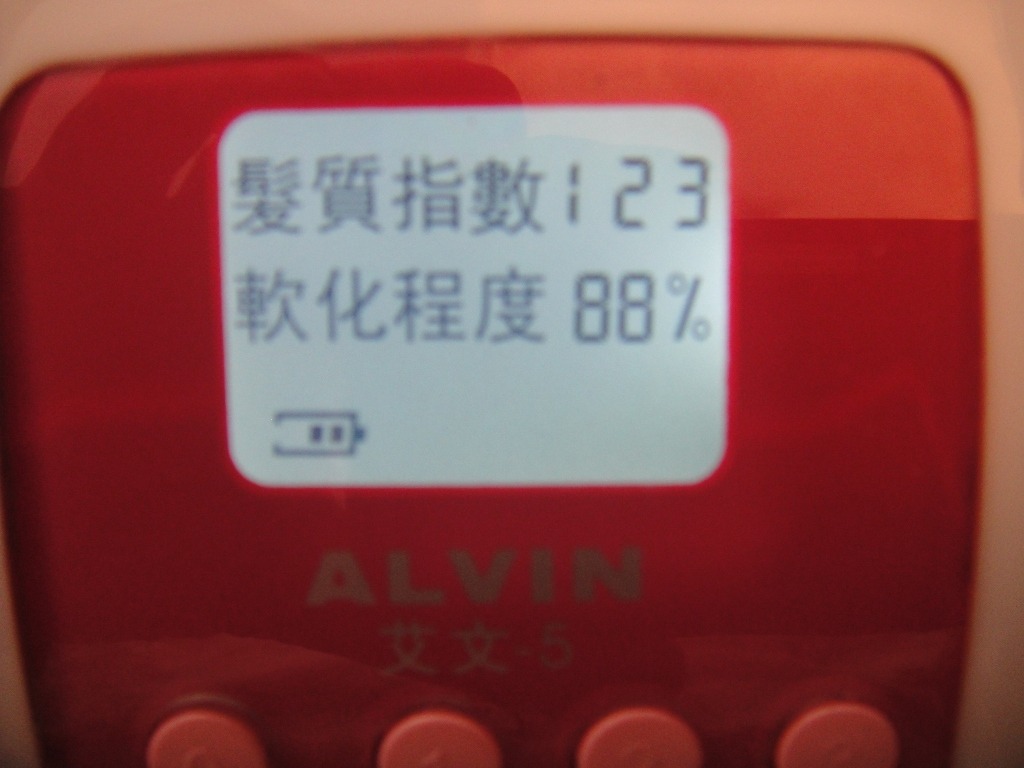 髮質指數123
軟化程度 88%
ALVIN
艾文-5